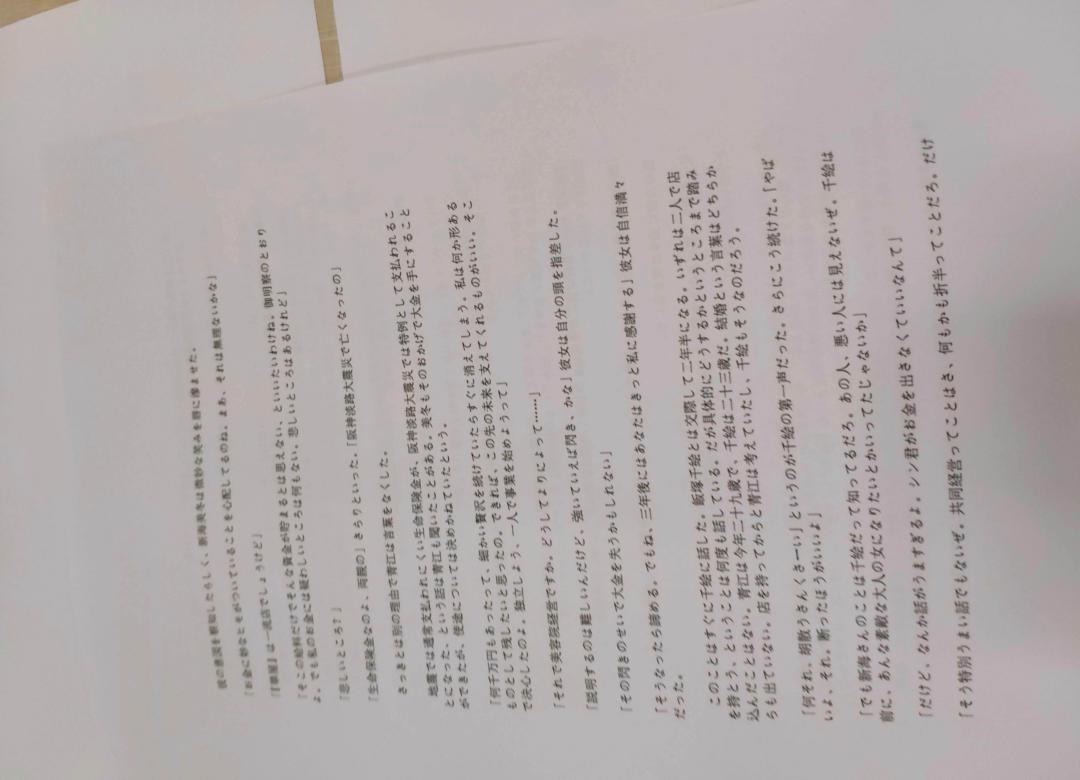 彼の意図を察知したらしく、新海美冬は微妙な笑みを唇に滲ませた。
「お金に妙なヒモがついていることを心配してるのね。まあ、それは無理ないかな」
「『華屋』は一流店でしょうけど」
「そこの給料だけでそんな資金が貯まるとは思えない、といいたいわけね。御明察のとおり
よ。でも私のお金には疑わしいところは何もない。悲しいところはあるけれど」
「悲しいところ？」
「生命保険金なのよ、両親の」さらりといった。「阪神淡路大震災で亡くなったの」
さっきとは別の理由で青江は言葉をなくした。
地震では通常支払われにくい生命保険金が、阪神淡路大震災では特例として支払われるこ
とになった、という話は青江も聞いたことがある。美冬もそのおかげで大金を手にすること
ができたが、使途については決めかねていたという。
「何千万円もあったって、細かい贅沢を続けていたらすぐに消えてしまう。私は何か形ある
ものとして残したいと思ったの。できれば、この先の未来を支えてくれるものがいい。そこ
で決心したのよ。独立しよう、一人で事業を始めようって」
「それで美容院経営ですか。どうしてよりによって……」
「説明するのは難しいんだけど、強いていえば閃き、かな」彼女は自分の頭を指差した。
「その閃きのせいで大金を失うかもしれない」
「そうなったら諦める。でもね、三年後にはあなたはきっと私に感謝する」彼女は自信満々
だった。
このことはすぐに千絵に話した。飯塚千絵とは交際して二年半になる。いずれは二人で店
を持とう、ということは何度も話している。だが具体的にどうするかというところまで踏み
込んだことはない。青江は今年二十九歳で、千絵は二十三歳だ。結婚という言葉はどちらか
らも出ていない。店を持ってからと青江は考えていたし、千絵もそうなのだろう。
「何それ、胡散うさんくさーい」というのが千絵の第一声だった。さらにこう続けた。「やば
いよ、それ。断ったほうがいいよ」
「でも新海さんのことは千絵だって知ってるだろ。あの人、悪い人には見えないぜ。千絵は
前に、あんな素敵な大人の女になりたいとかいってたじゃないか」
「だけど、なんか話がうますぎるよ。シン君がお金を出さなくていいなんて」
「そう特別うまい話でもないぜ。共同経営ってことはさ、何もかも折半ってことだろ。だけ